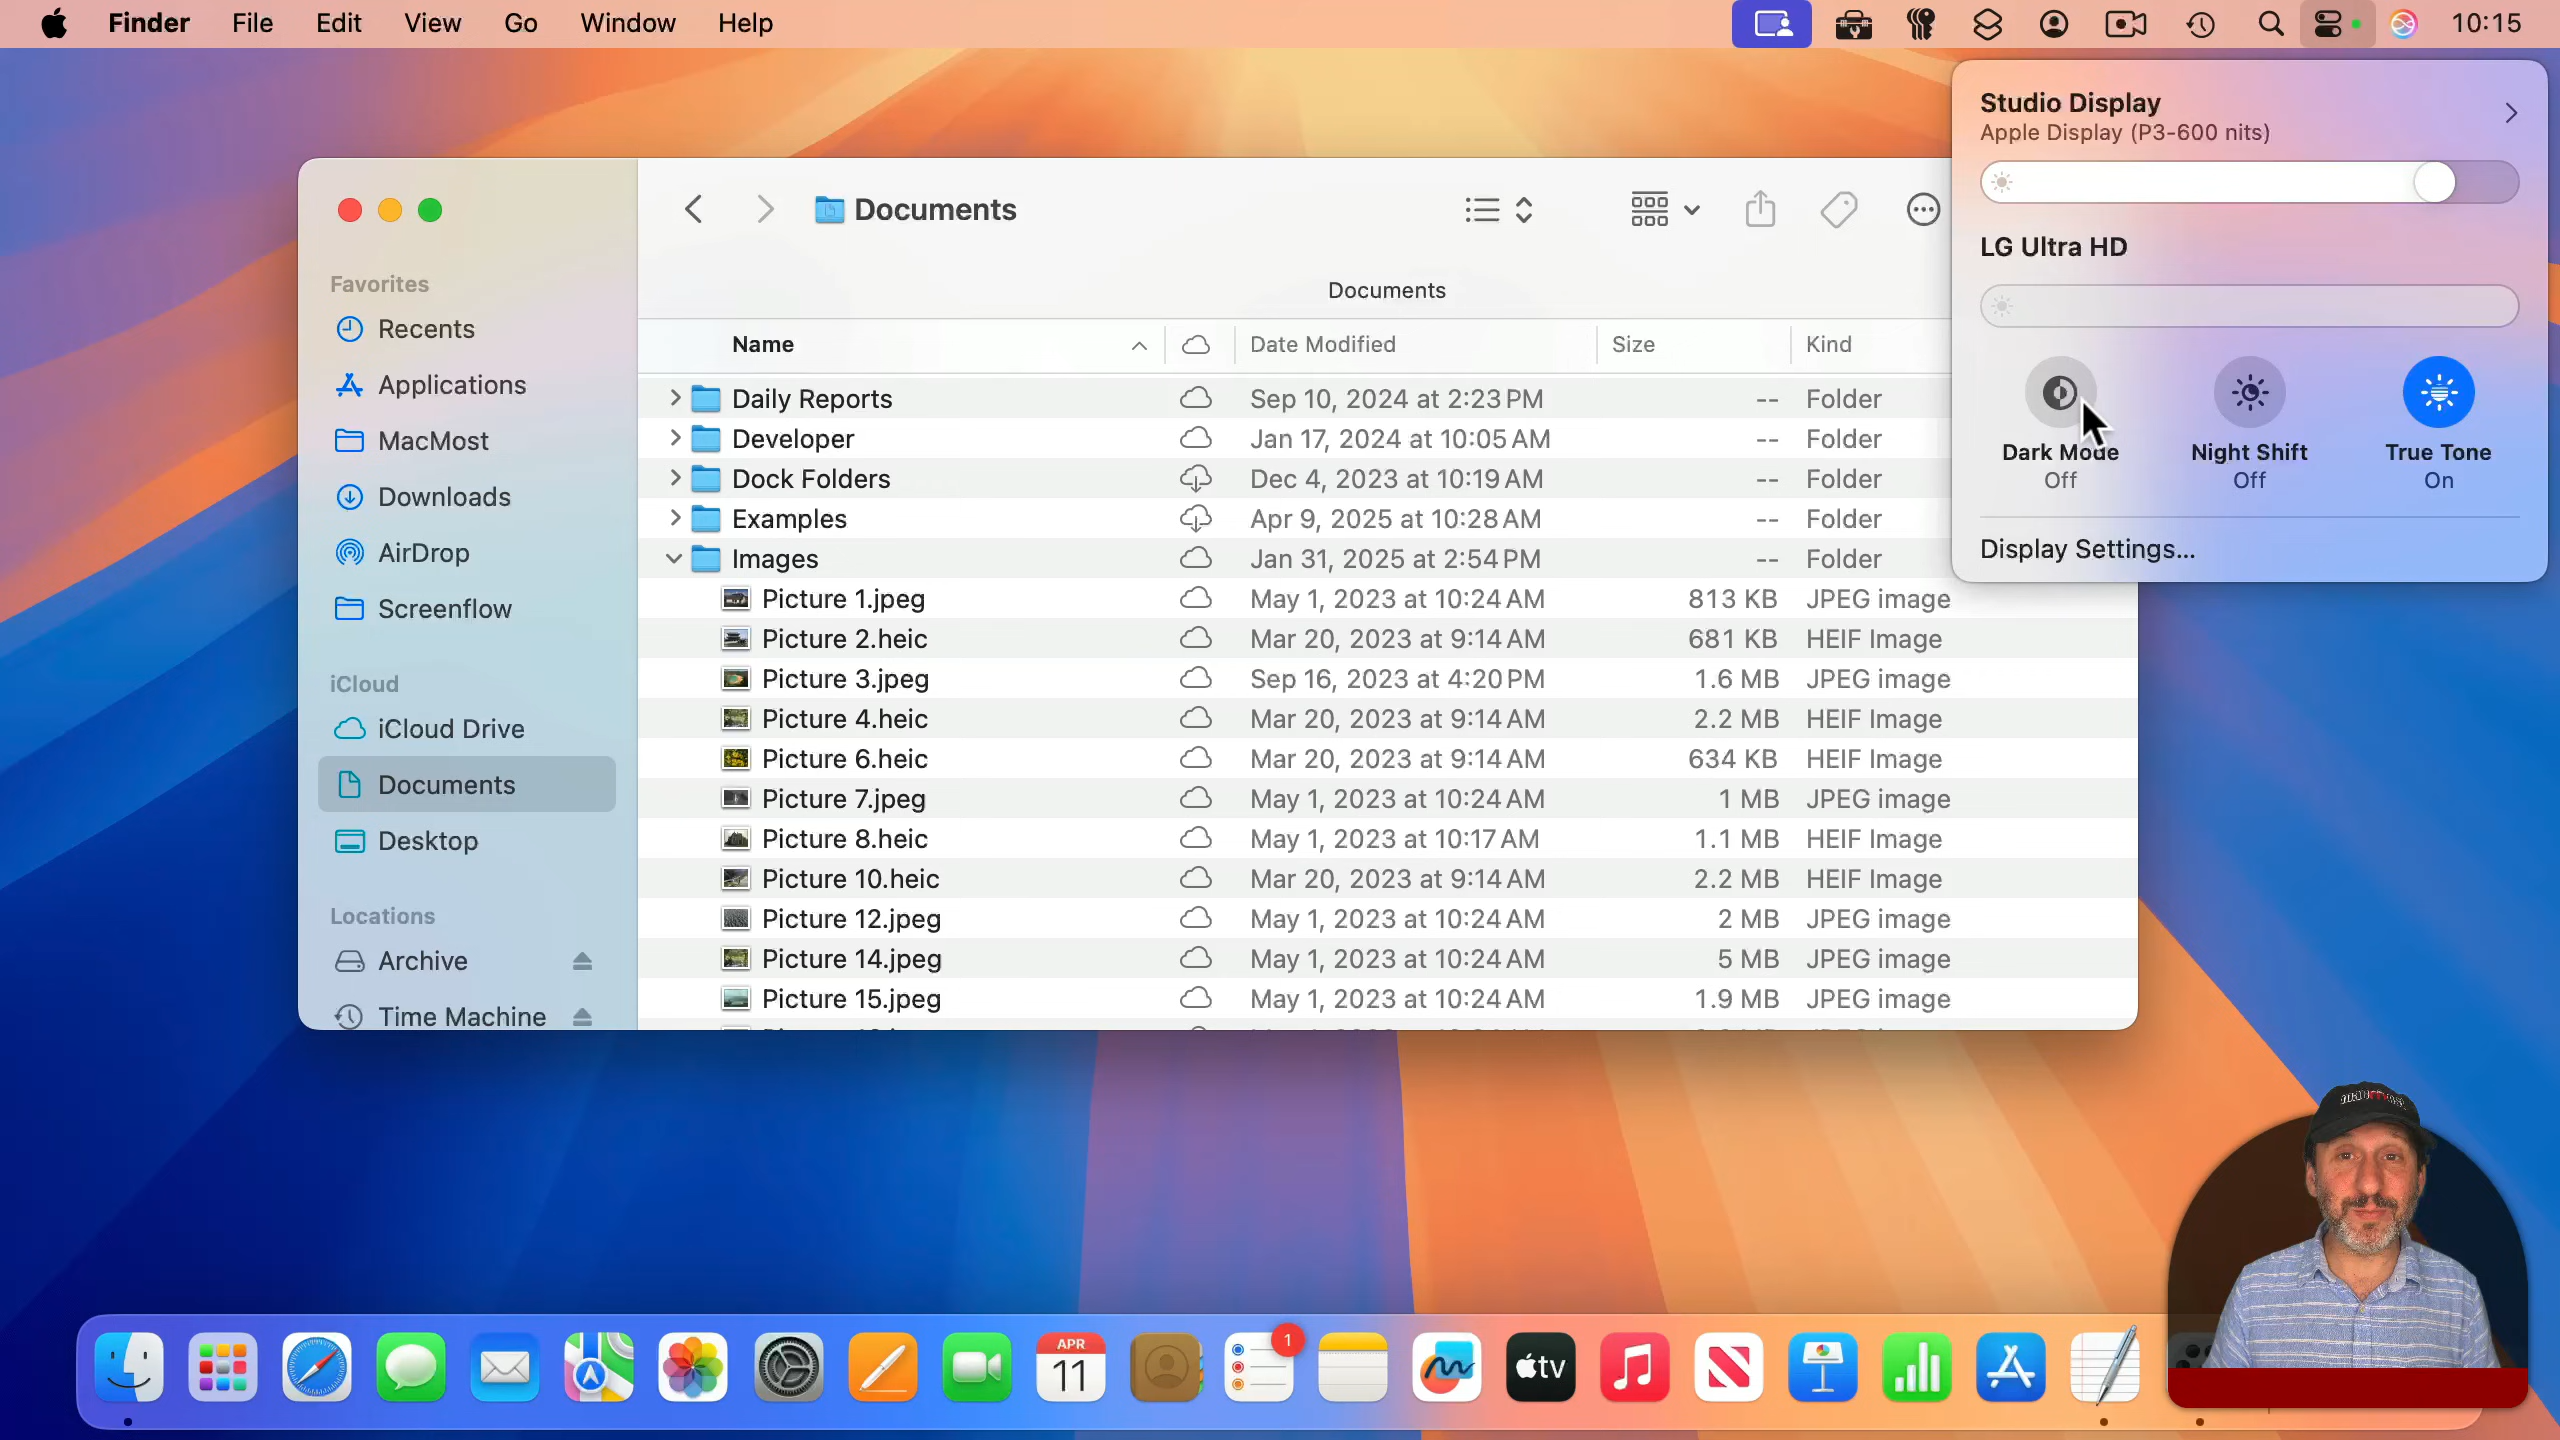 Finder File Edit View Go Window Help 10:15
Studio Display
Apple Display (P3-600 nits)
LG Ultra HD
Dark Mode Night Shift True Tone
Off Off On
Display Settings...
Documents
Documents
Favorites
Recents
Applications
MacMost
Downloads
AirDrop
Screenflow
iCloud
iCloud Drive
Documents
Desktop
Locations
Archive
Time Machine
Name Date Modified Size Kind
Daily Reports Sep 10, 2024 at 2:23 PM -- Folder
Developer Jan 17, 2024 at 10:05 AM -- Folder
Dock Folders Dec 4, 2023 at 10:19 AM -- Folder
Examples Apr 9, 2025 at 10:28 AM -- Folder
Images Jan 31, 2025 at 2:54 PM -- Folder
Picture 1.jpeg May 1, 2023 at 10:24 AM 813 KB JPEG image
Picture 2.heic Mar 20, 2023 at 9:14 AM 681 KB HEIF Image
Picture 3.jpeg Sep 16, 2023 at 4:20 PM 1.6 MB JPEG image
Picture 4.heic Mar 20, 2023 at 9:14 AM 2.2 MB HEIF Image
Picture 6.heic Mar 20, 2023 at 9:14 AM 634 KB HEIF Image
Picture 7.jpeg May 1, 2023 at 10:24 AM 1 MB JPEG image
Picture 8.heic May 1, 2023 at 10:17 AM 1.1 MB HEIF Image
Picture 10.heic Mar 20, 2023 at 9:14 AM 2.2 MB HEIF Image
Picture 12.jpeg May 1, 2023 at 10:24 AM 2 MB JPEG image
Picture 14.jpeg May 1, 2023 at 10:24 AM 5 MB JPEG image
Picture 15.jpeg May 1, 2023 at 10:24 AM 1.9 MB JPEG image
APR
11
1
tv